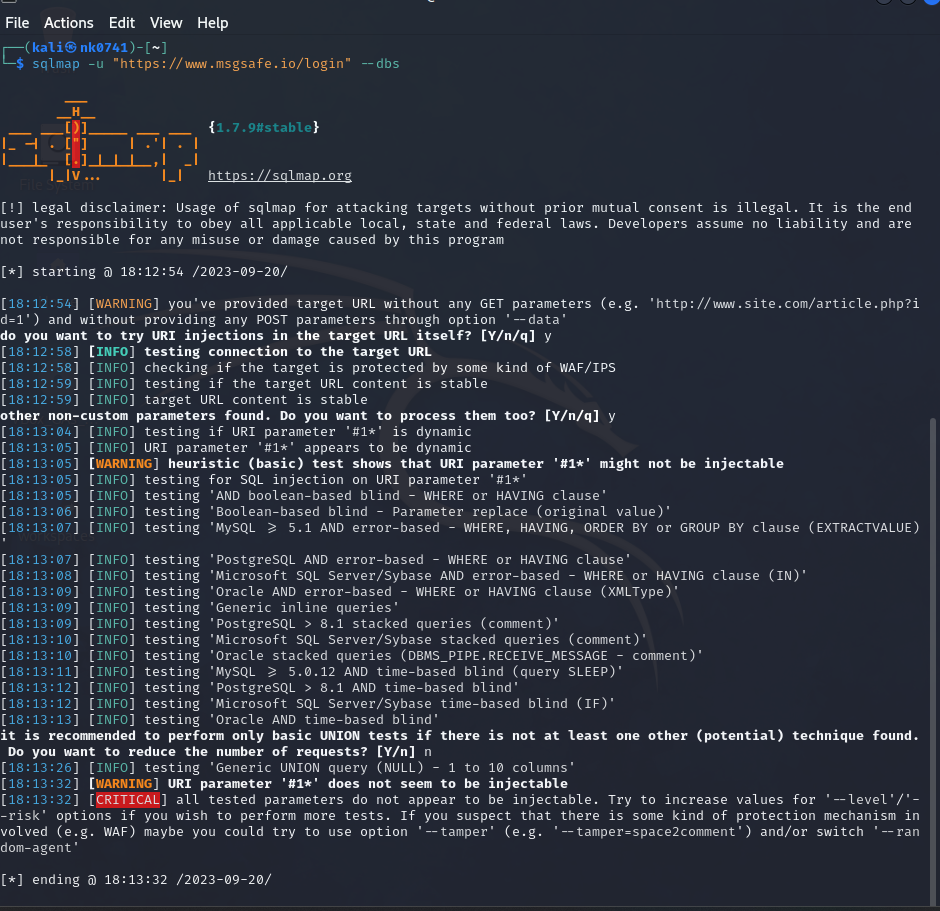 File Actions Edit View Help
┌──(kali㉿nk0741)-[~]
└─$ sqlmap -u "https://www.msgsafe.io/login" --dbs
        ___
       __H__
 ___ ___[)]_____ ___ ___  {1.7.9#stable}
|_ -| . ["]     | .'| . |
|___|_  [.]_|_|_|__,|  _|
      |_|V...       |_|   https://sqlmap.org
[!] legal disclaimer: Usage of sqlmap for attacking targets without prior mutual consent is illegal. It is the end
user's responsibility to obey all applicable local, state and federal laws. Developers assume no liability and are
not responsible for any misuse or damage caused by this program
[*] starting @ 18:12:54 /2023-09-20/
[18:12:54] [WARNING] you've provided target URL without any GET parameters (e.g. 'http://www.site.com/article.php?i
d=1') and without providing any POST parameters through option '--data'
do you want to try URI injections in the target URL itself? [Y/n/q] y
[18:12:58] [INFO] testing connection to the target URL
[18:12:58] [INFO] checking if the target is protected by some kind of WAF/IPS
[18:12:59] [INFO] testing if the target URL content is stable
[18:12:59] [INFO] target URL content is stable
other non-custom parameters found. Do you want to process them too? [Y/n/q] y
[18:13:04] [INFO] testing if URI parameter '#1*' is dynamic
[18:13:05] [INFO] URI parameter '#1*' appears to be dynamic
[18:13:05] [WARNING] heuristic (basic) test shows that URI parameter '#1*' might not be injectable
[18:13:05] [INFO] testing for SQL injection on URI parameter '#1*'
[18:13:05] [INFO] testing 'AND boolean-based blind - WHERE or HAVING clause'
[18:13:06] [INFO] testing 'Boolean-based blind - Parameter replace (original value)'
[18:13:07] [INFO] testing 'MySQL >= 5.1 AND error-based - WHERE, HAVING, ORDER BY or GROUP BY clause (EXTRACTVALUE)
'
[18:13:07] [INFO] testing 'PostgreSQL AND error-based - WHERE or HAVING clause'
[18:13:08] [INFO] testing 'Microsoft SQL Server/Sybase AND error-based - WHERE or HAVING clause (IN)'
[18:13:09] [INFO] testing 'Oracle AND error-based - WHERE or HAVING clause (XMLType)'
[18:13:09] [INFO] testing 'Generic inline queries'
[18:13:09] [INFO] testing 'PostgreSQL > 8.1 stacked queries (comment)'
[18:13:10] [INFO] testing 'Microsoft SQL Server/Sybase stacked queries (comment)'
[18:13:10] [INFO] testing 'Oracle stacked queries (DBMS_PIPE.RECEIVE_MESSAGE - comment)'
[18:13:11] [INFO] testing 'MySQL >= 5.0.12 AND time-based blind (query SLEEP)'
[18:13:12] [INFO] testing 'PostgreSQL > 8.1 AND time-based blind'
[18:13:12] [INFO] testing 'Microsoft SQL Server/Sybase time-based blind (IF)'
[18:13:13] [INFO] testing 'Oracle AND time-based blind'
it is recommended to perform only basic UNION tests if there is not at least one other (potential) technique found.
 Do you want to reduce the number of requests? [Y/n] n
[18:13:26] [INFO] testing 'Generic UNION query (NULL) - 1 to 10 columns'
[18:13:32] [WARNING] URI parameter '#1*' does not seem to be injectable
[18:13:32] [CRITICAL] all tested parameters do not appear to be injectable. Try to increase values for '--level'/'-
-risk' options if you wish to perform more tests. If you suspect that there is some kind of protection mechanism in
volved (e.g. WAF) maybe you could try to use option '--tamper' (e.g. '--tamper=space2comment') and/or switch '--ran
dom-agent'
[*] ending @ 18:13:32 /2023-09-20/